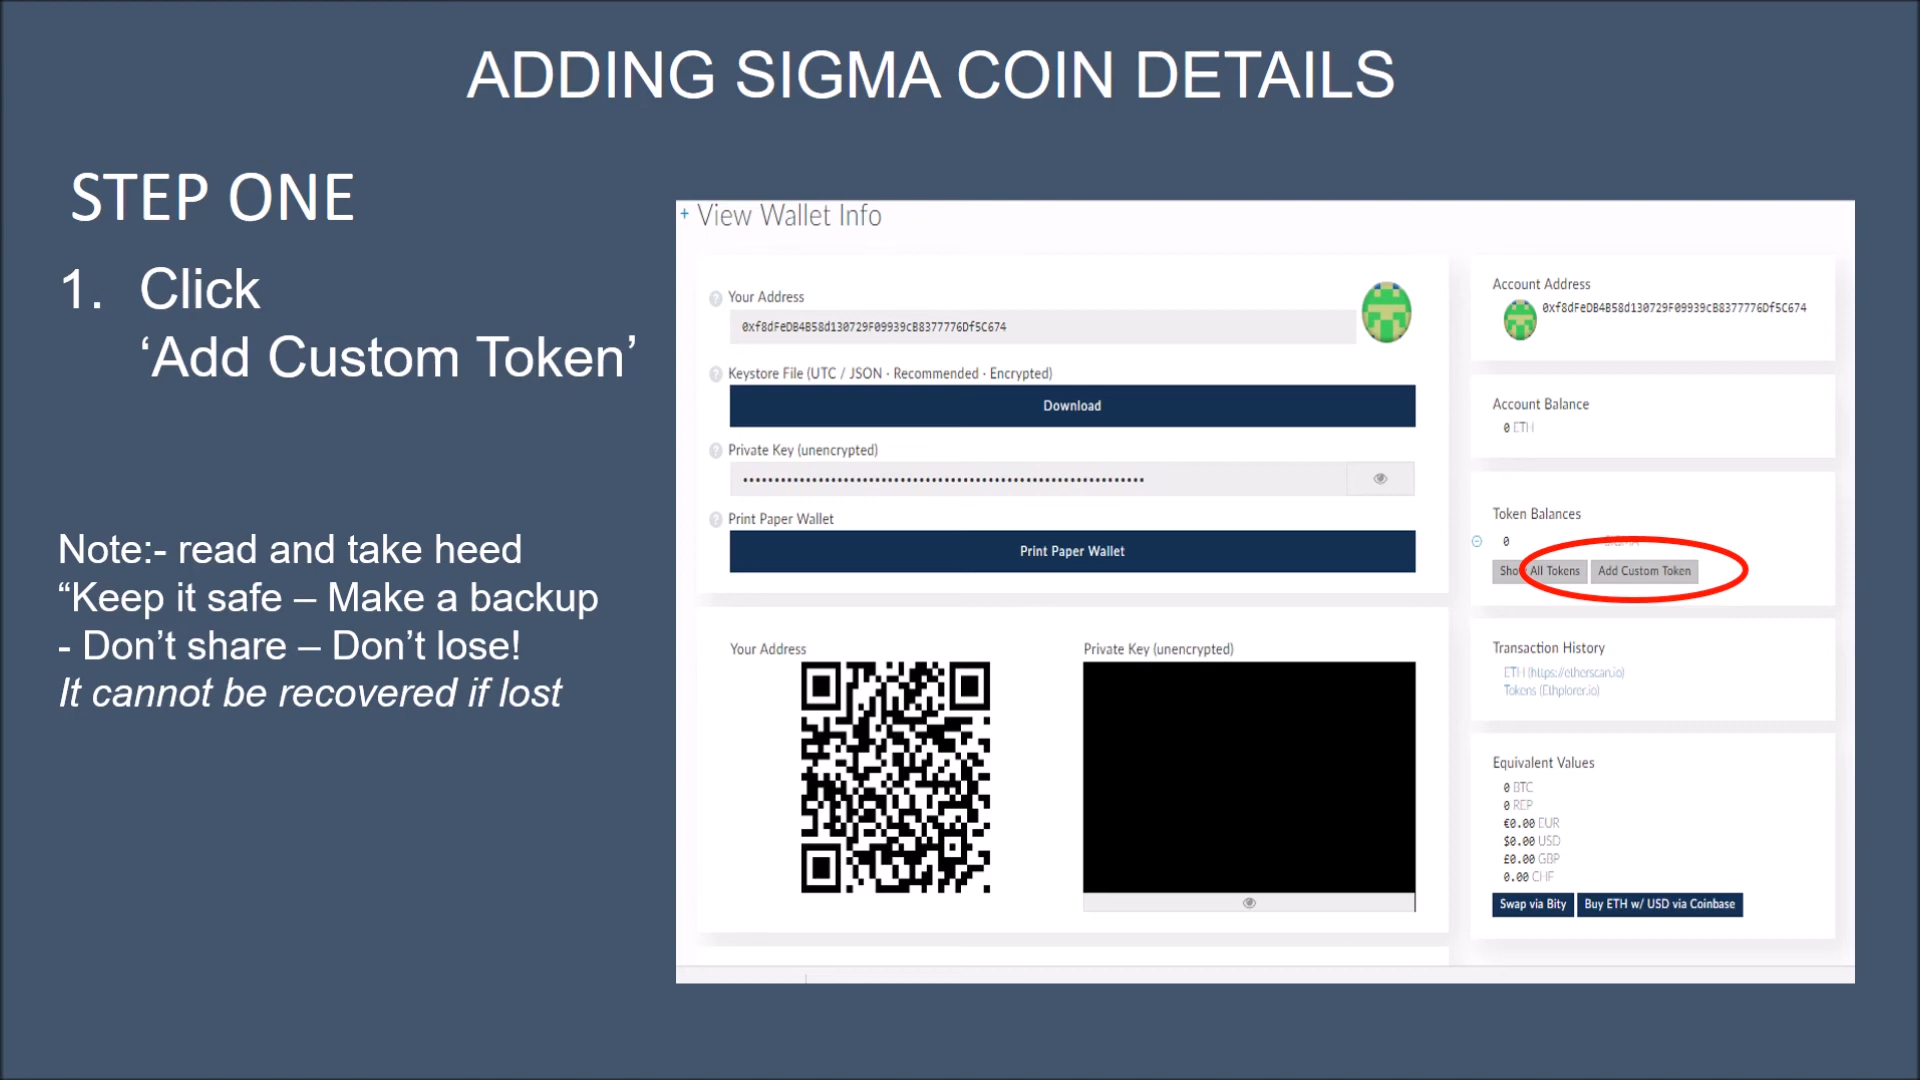 ADDING SIGMA COIN DETAILS
STEP ONE
1. Click
‘Add Custom Token’
Note:- read and take heed
“Keep it safe – Make a backup
- Don’t share – Don’t lose!
It cannot be recovered if lost
+ View Wallet Info
Your Address
0xf8dFeDB4B58d130729F09939cB8377776Df5C674
Keystore File (UTC / JSON · Recommended · Encrypted)
Download
Private Key (unencrypted)
Print Paper Wallet
Print Paper Wallet
Your Address
Private Key (unencrypted)
Account Address
0xf8dFeDB4B58d130729F09939cB8377776Df5C674
Account Balance
0 ETH
Token Balances
0 SIGMA
Show All Tokens
Add Custom Token
Transaction History
ETH (https://etherscan.io)
Tokens (Ethplorer.io)
Equivalent Values
0 BTC
0 REP
€0.00 EUR
$0.00 USD
£0.00 GBP
0.00 CHF
Swap via Bity
Buy ETH w/ USD via Coinbase